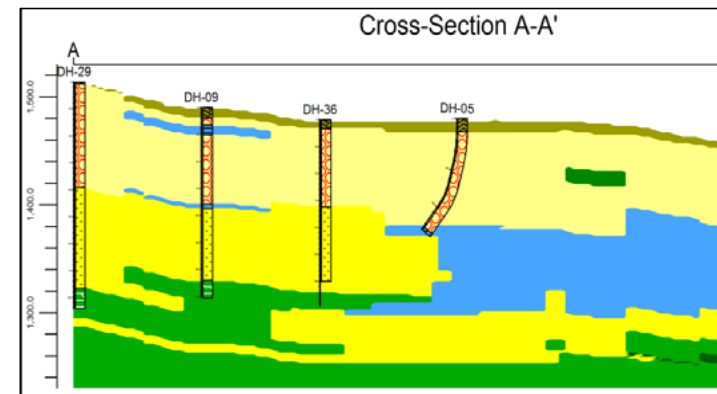 Cross-Section A-A'
A
DH-29
DH-09
DH-36
DH-05
1,500.0
1,400.0
1,300.0